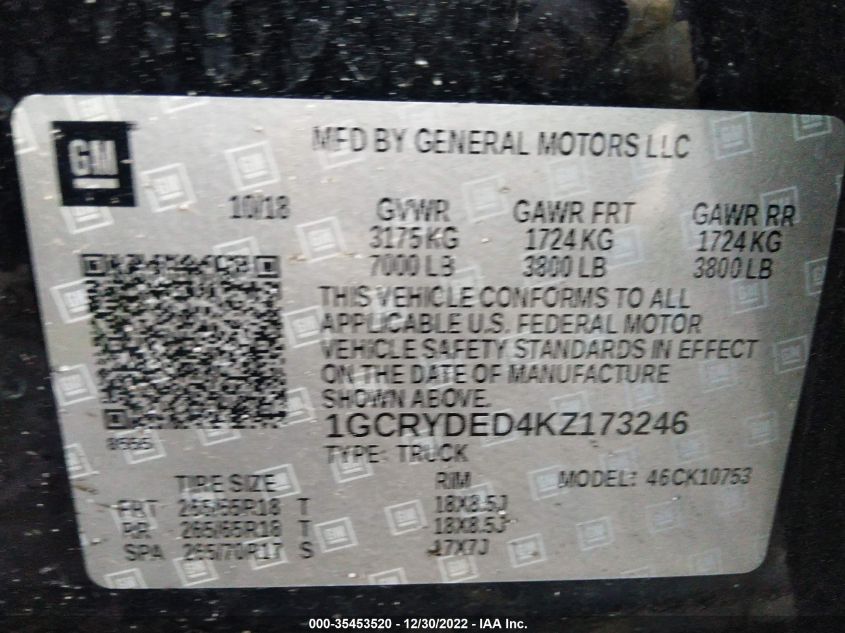 GM
MFD BY GENERAL MOTORS LLC
10/18 GVWR GAWR FRT GAWR RR
3175 KG 1724 KG 1724 KG
7000 LB 3800 LB 3800 LB
THIS VEHICLE CONFORMS TO ALL
APPLICABLE U.S. FEDERAL MOTOR
VEHICLE SAFETY STANDARDS IN EFFECT
ON THE DATE OF MANUFACTURE
SHOWN ABOVE.
1GCRYDED4KZ173246
TYPE: TRUCK
TIRE SIZE RIM MODEL: 46CK10753
FRT 265/65R18 T 18X8.5J
RR 265/65R18 T 18X8.5J
SPA 265/70R17 S 17X7J
000-35453520 - 12/30/2022 - IAA Inc.